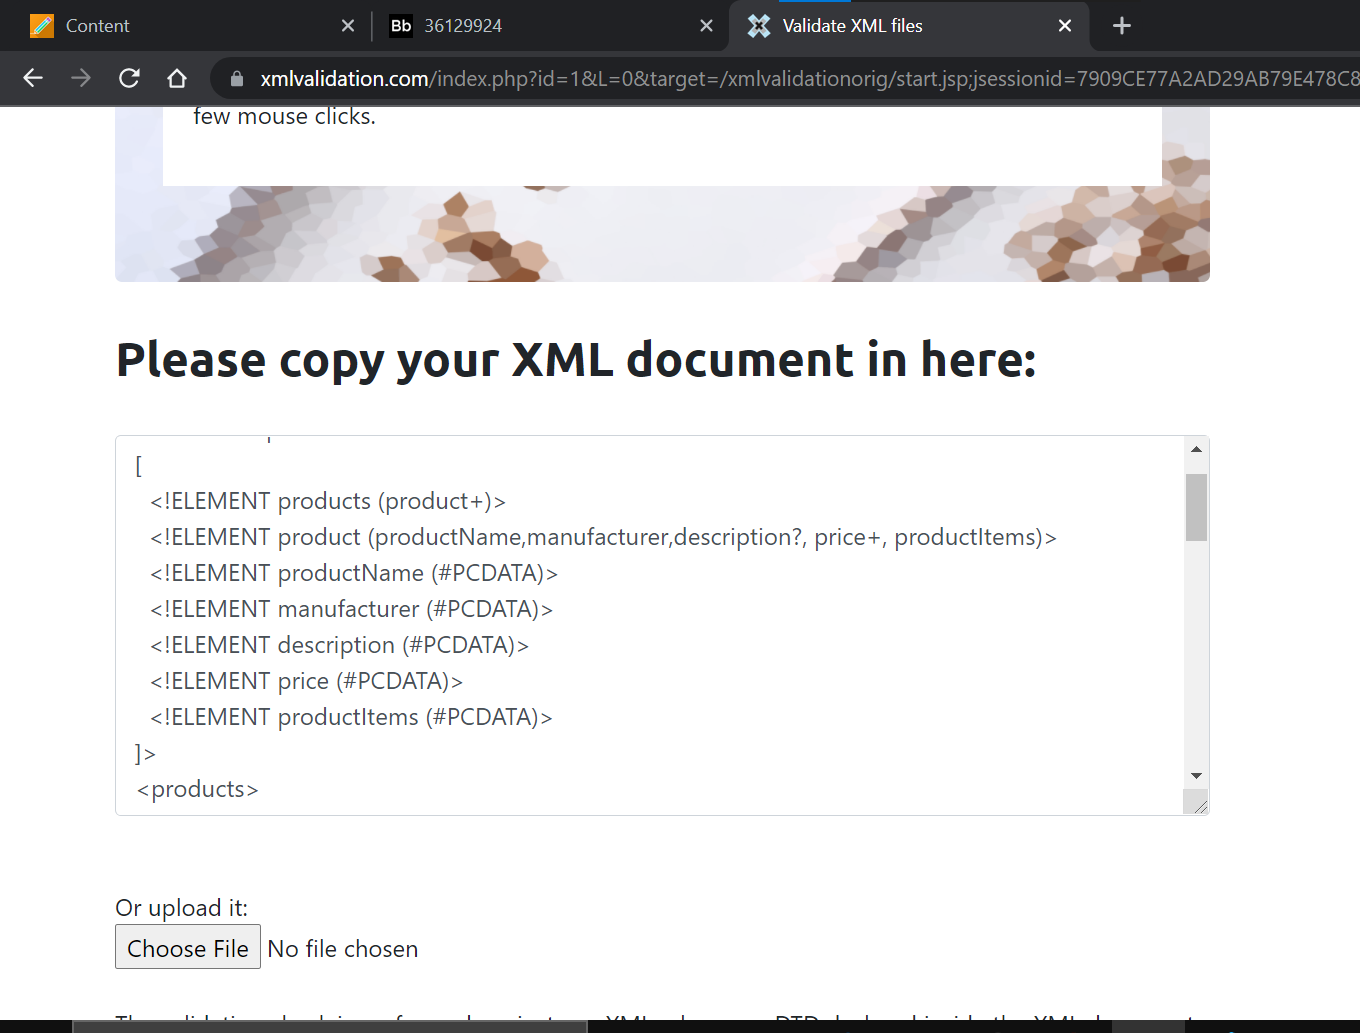 Content
Bb 36129924
Validate XML files
xmlvalidation.com/index.php?id=1&L=0&target=/xmlvalidationorig/start.jsp;jsessionid=7909CE77A2AD29AB79E478C8
few mouse clicks.
Please copy your XML document in here:
[
<!ELEMENT products (product+)>
<!ELEMENT product (productName,manufacturer,description?, price+, productItems)>
<!ELEMENT productName (#PCDATA)>
<!ELEMENT manufacturer (#PCDATA)>
<!ELEMENT description (#PCDATA)>
<!ELEMENT price (#PCDATA)>
<!ELEMENT productItems (#PCDATA)>
]>
<products>
Or upload it:
Choose File No file chosen